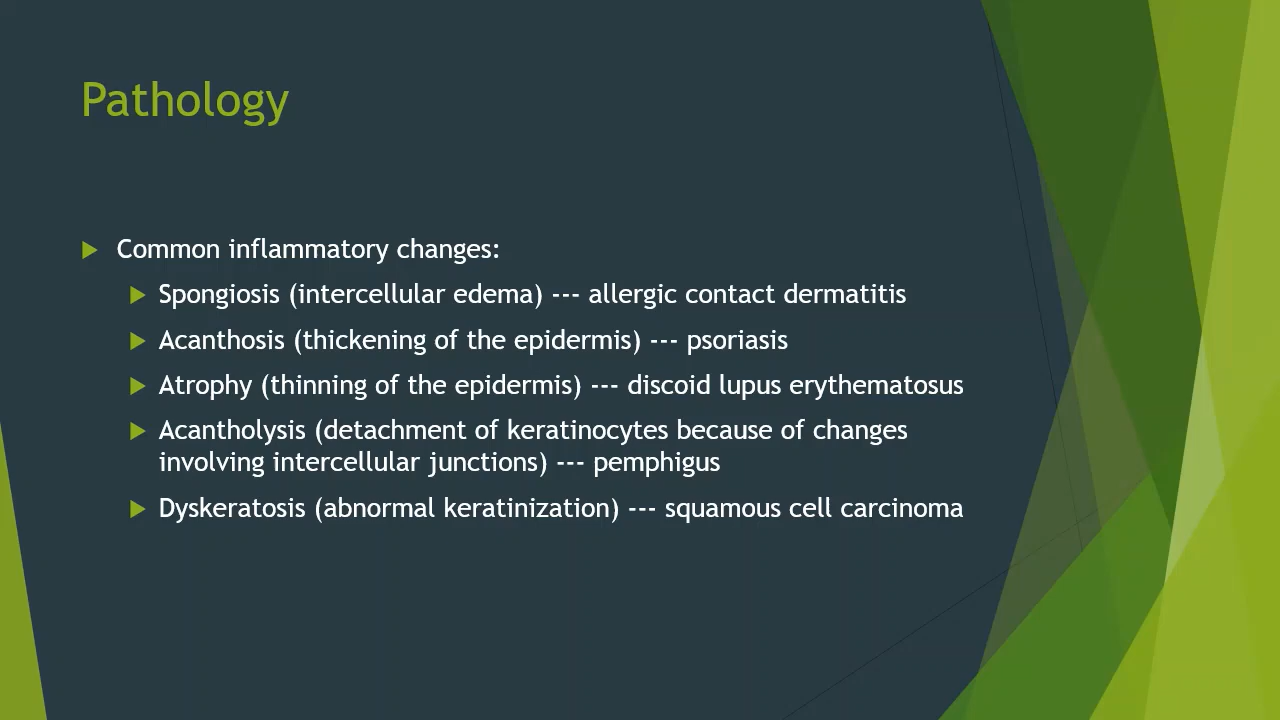 Pathology
Common inflammatory changes:
Spongiosis (intercellular edema) --- allergic contact dermatitis
Acanthosis (thickening of the epidermis) --- psoriasis
Atrophy (thinning of the epidermis) --- discoid lupus erythematosus
Acantholysis (detachment of keratinocytes because of changes
involving intercellular junctions) --- pemphigus
Dyskeratosis (abnormal keratinization) --- squamous cell carcinoma